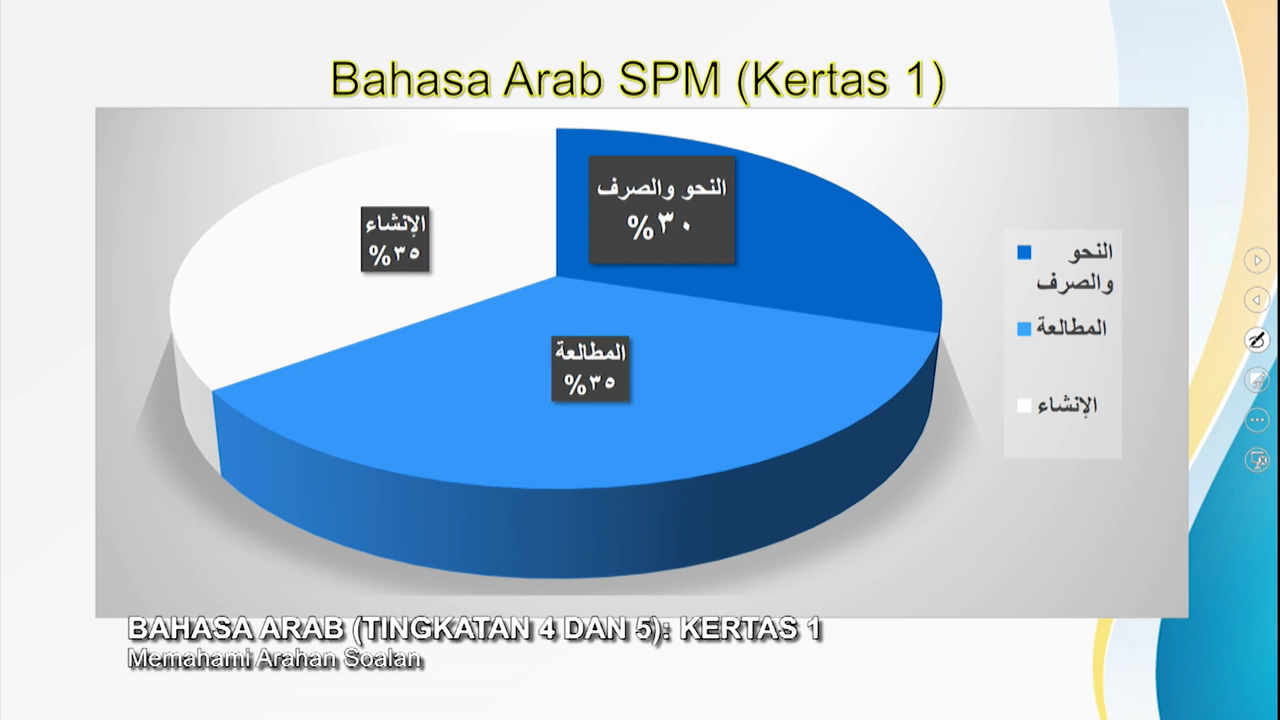 Bahasa Arab SPM (Kertas 1)
النحو والصرف
%٣٠
الإنشاء
%٣٥
المطالعة
%٣٥
النحو
والصرف
المطالعة
الإنشاء
BAHASA ARAB (TINGKATAN 4 DAN 5): KERTAS 1
Memahami Arahan Soalan